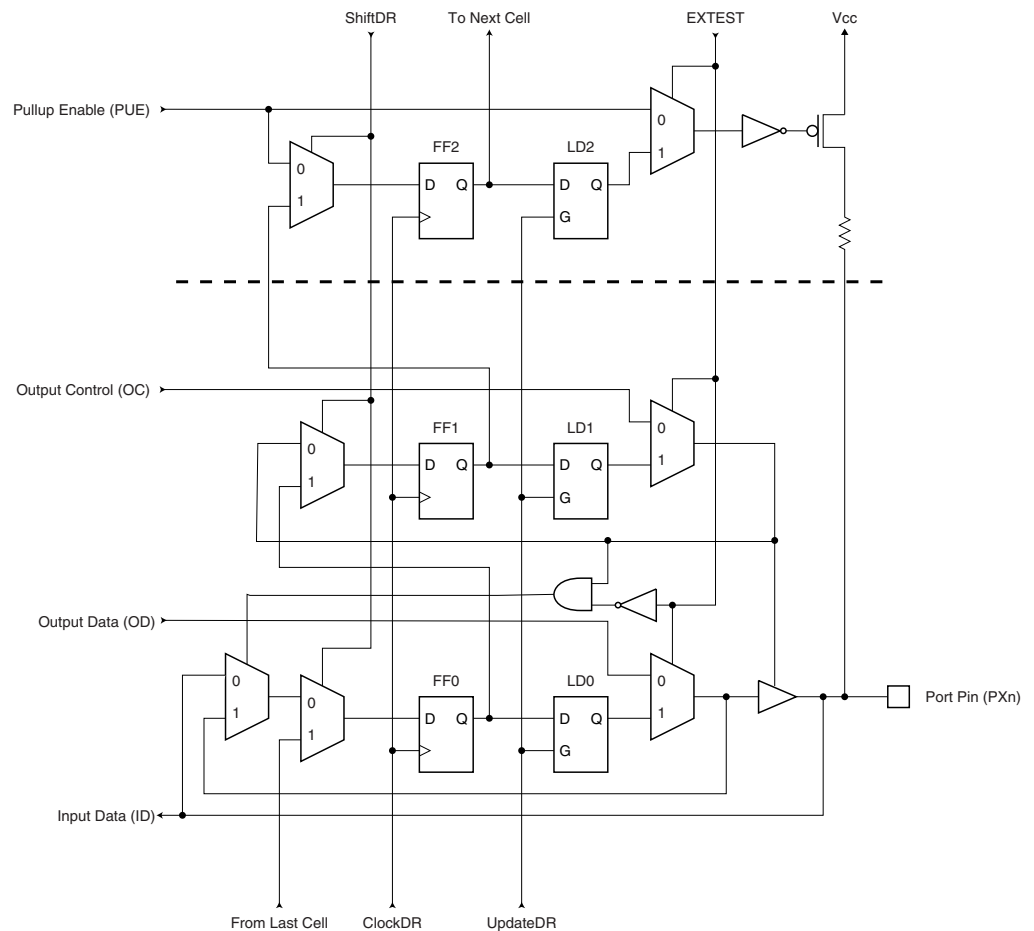 ShiftDR To Next Cell EXTEST Vcc
Pullup Enable (PUE)
0
1
FF2
D Q
LD2
D Q
G
0
1
Output Control (OC)
0
1
FF1
D Q
LD1
D Q
G
0
1
Output Data (OD)
0
1
0
1
FF0
D Q
LD0
D Q
G
0
1
Port Pin (PXn)
Input Data (ID)
From Last Cell ClockDR UpdateDR